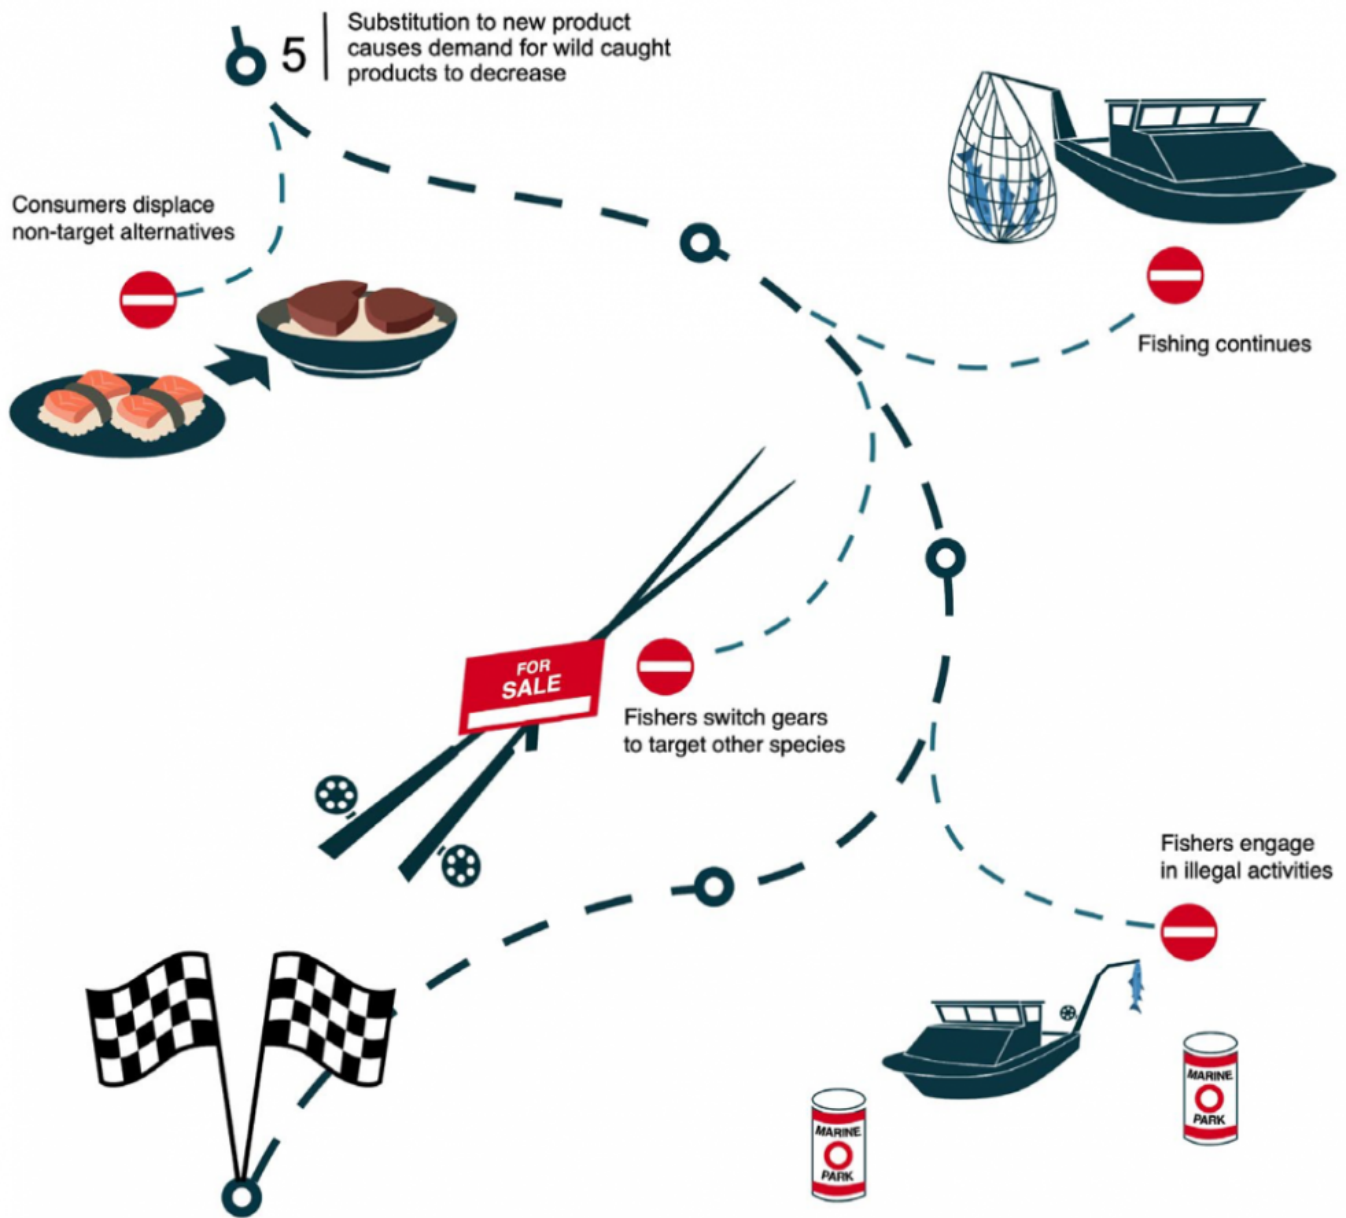 5
Substitution to new product
causes demand for wild caught
products to decrease
Consumers displace
non-target alternatives
Fishing continues
FOR
SALE
Fishers switch gears
to target other species
Fishers engage
in illegal activities
MARINE
PARK
MARINE
PARK